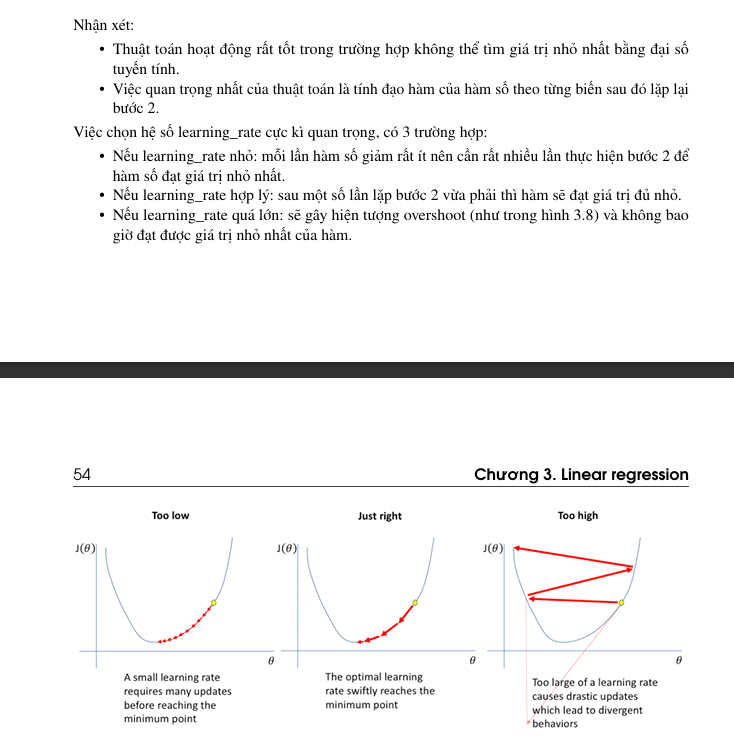 Nhận xét:
• Thuật toán hoạt động rất tốt trong trường hợp không thể tìm giá trị nhỏ nhất bằng đại số
tuyến tính.
• Việc quan trọng nhất của thuật toán là tính đạo hàm của hàm số theo từng biến sau đó lặp lại
bước 2.
Việc chọn hệ số learning_rate cực kì quan trọng, có 3 trường hợp:
• Nếu learning_rate nhỏ: mỗi lần hàm số giảm rất ít nên cần rất nhiều lần thực hiện bước 2 để
hàm số đạt giá trị nhỏ nhất.
• Nếu learning_rate hợp lý: sau một số lần lặp bước 2 vừa phải thì hàm sẽ đạt giá trị đủ nhỏ.
• Nếu learning_rate quá lớn: sẽ gây hiện tượng overshoot (như trong hình 3.8) và không bao
giờ đạt được giá trị nhỏ nhất của hàm.
54
Chương 3. Linear regression
Too low
J(θ)
θ
A small learning rate
requires many updates
before reaching the
minimum point
Just right
J(θ)
θ
The optimal learning
rate swiftly reaches the
minimum point
Too high
J(θ)
θ
Too large of a learning rate
causes drastic updates
which lead to divergent
behaviors